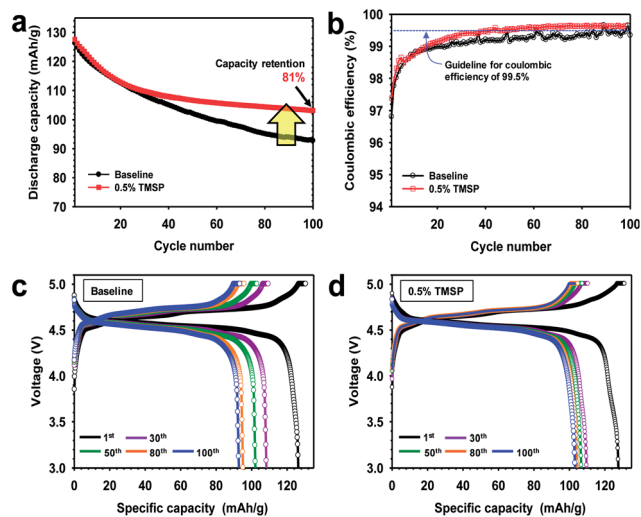 a
Discharge capacity (mAh/g)
130
120
110
100
90
80
70
Capacity retention
81%
Baseline
0.5% TMSP
20
40
60
80
100
Cycle number
b
Coulombic efficiency (%)
100
99
98
97
96
95
94
Guideline for coulombic
efficiency of 99.5%
Baseline
0.5% TMSP
0
20
40
60
80
100
Cycle number
c
Baseline
Voltage (V)
5.0
4.5
4.0
3.5
3.0
1st
30th
50th
80th
100th
0
20
40
60
80
100
120
Specific capacity (mAh/g)
d
0.5% TMSP
Voltage (V)
5.0
4.5
4.0
3.5
3.0
1st
30th
50th
80th
100th
0
20
40
60
80
100
120
Specific capacity (mAh/g)